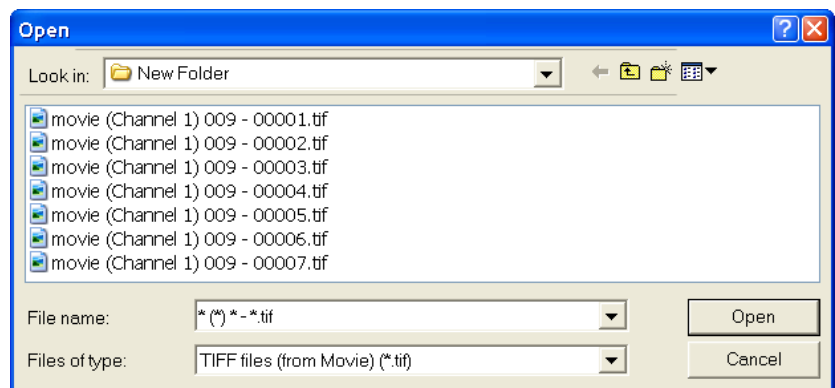 Open
Look in: New Folder
movie (Channel 1) 009 - 00001.tif
movie (Channel 1) 009 - 00002.tif
movie (Channel 1) 009 - 00003.tif
movie (Channel 1) 009 - 00004.tif
movie (Channel 1) 009 - 00005.tif
movie (Channel 1) 009 - 00006.tif
movie (Channel 1) 009 - 00007.tif
File name: * (*) * - *.tif Open
Files of type: TIFF files (from Movie) (*.tif) Cancel